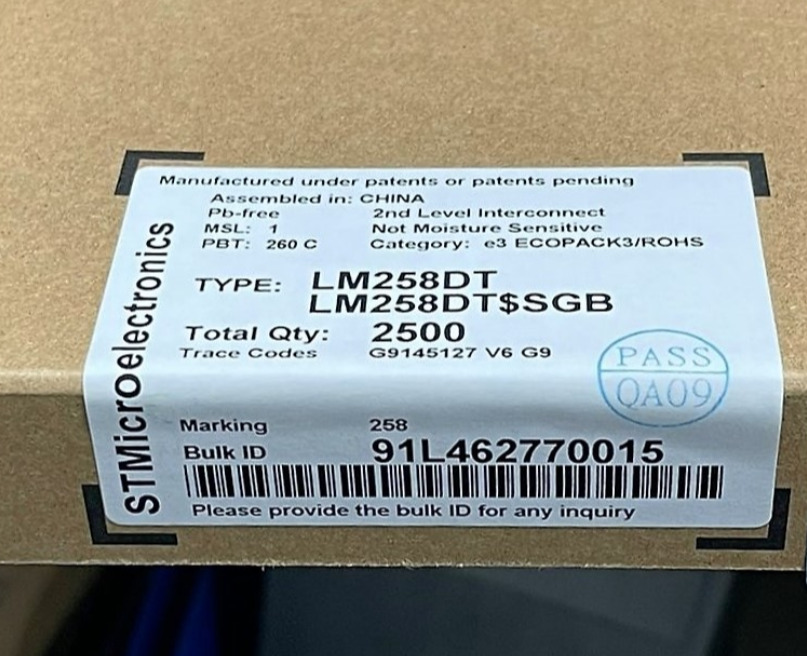 Manufactured under patents or patents pending
Assembled in: CHINA
Pb-free 2nd Level Interconnect
MSL: 1 Not Moisture Sensitive
PBT: 260 C Category: e3 ECOPACK3/ROHS
TYPE: LM258DT
LM258DT$SGB
Total Qty: 2500
Trace Codes G9145127 V6 G9
PASS
QA09
Marking 258
Bulk ID 91L462770015
Please provide the bulk ID for any inquiry
STMicroelectronics